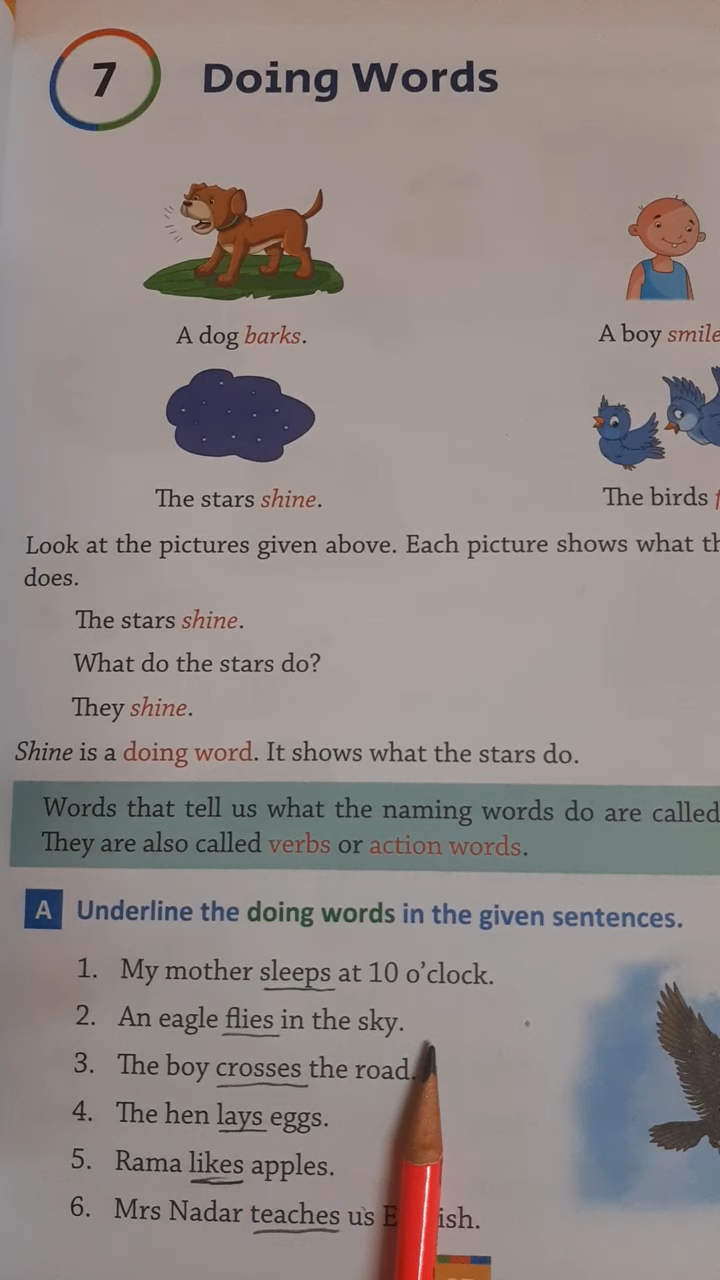 7 Doing Words
A dog barks.
A boy smile
The stars shine.
The birds
Look at the pictures given above. Each picture shows what th
does.
The stars shine.
What do the stars do?
They shine.
Shine is a doing word. It shows what the stars do.
Words that tell us what the naming words do are called
They are also called verbs or action words.
A Underline the doing words in the given sentences.
1. My mother sleeps at 10 o’clock.
2. An eagle flies in the sky.
3. The boy crosses the road.
4. The hen lays eggs.
5. Rama likes apples.
6. Mrs Nadar teaches us